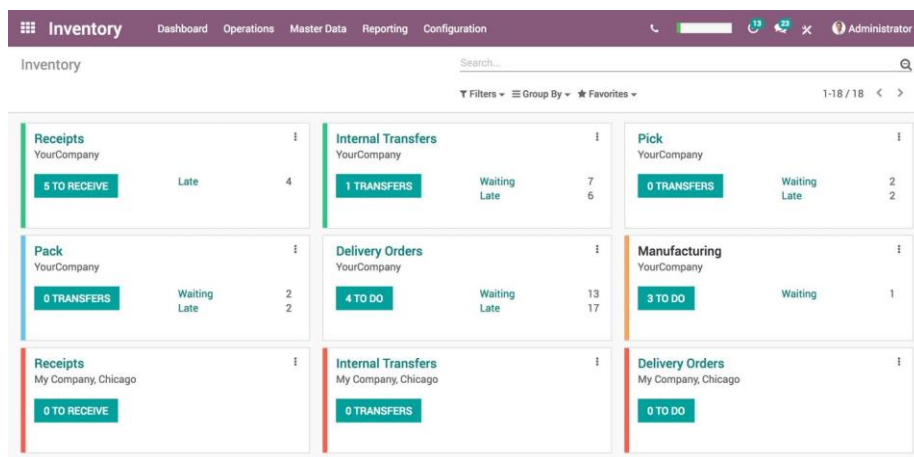 Inventory Dashboard Operations Master Data Reporting Configuration 13 23 Administrator
Inventory Search...
Filters Group By Favorites 1-18 / 18
Receipts
YourCompany
5 TO RECEIVE Late 4
Internal Transfers
YourCompany
1 TRANSFERS Waiting 7
Late 6
Pick
YourCompany
0 TRANSFERS Waiting 2
Late 2
Pack
YourCompany
0 TRANSFERS Waiting 2
Late 2
Delivery Orders
YourCompany
4 TO DO Waiting 13
Late 17
Manufacturing
YourCompany
3 TO DO Waiting 1
Receipts
My Company, Chicago
0 TO RECEIVE
Internal Transfers
My Company, Chicago
0 TRANSFERS
Delivery Orders
My Company, Chicago
0 TO DO